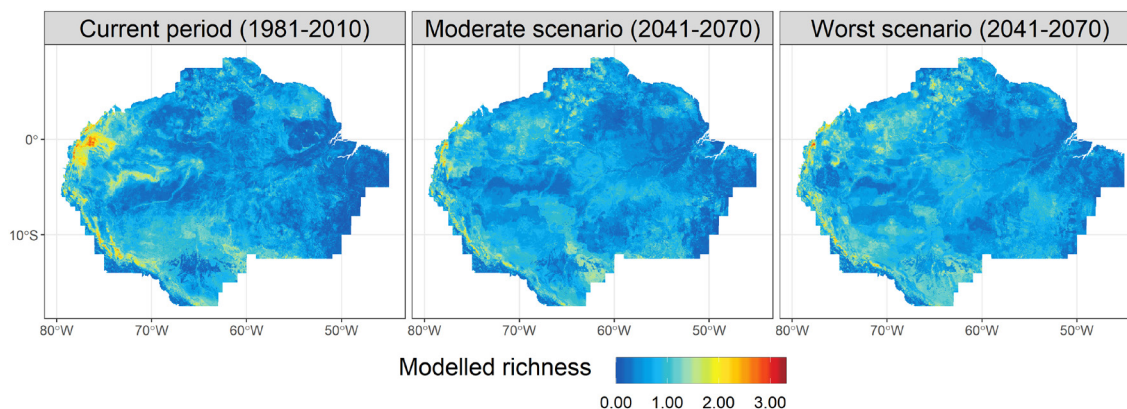 Current period (1981-2010) Moderate scenario (2041-2070) Worst scenario (2041-2070)
0°
10°S
80°W 70°W 60°W 50°W 80°W 70°W 60°W 50°W 80°W 70°W 60°W 50°W
Modelled richness
0.00 1.00 2.00 3.00